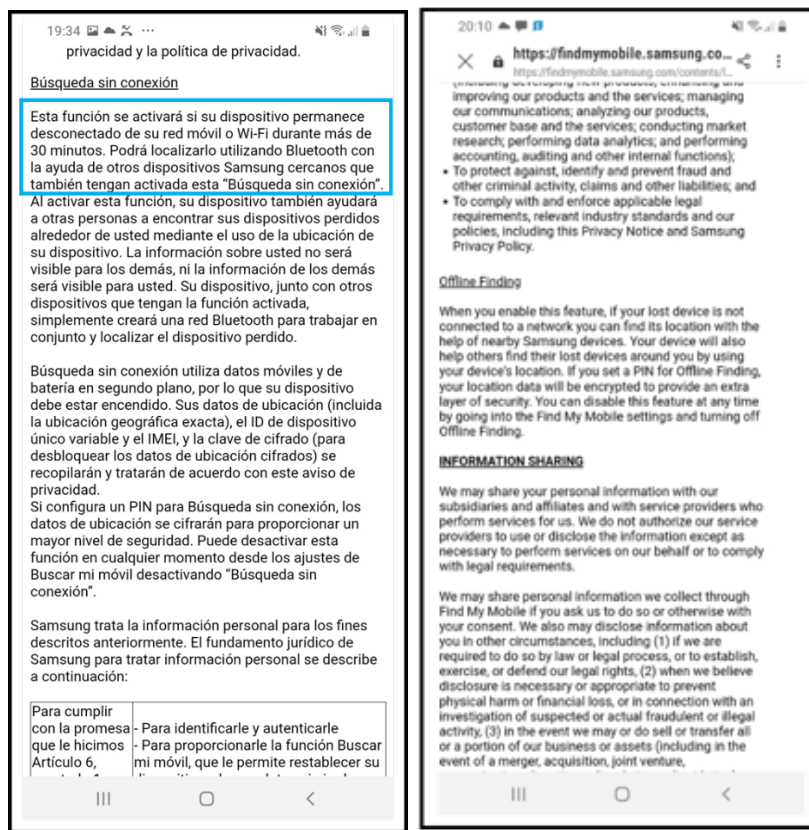 19:34
privacidad y la política de privacidad.
Búsqueda sin conexión
Esta función se activará si su dispositivo permanece
desconectado de su red móvil o Wi-Fi durante más de
30 minutos. Podrá localizarlo utilizando Bluetooth con
la ayuda de otros dispositivos Samsung cercanos que
también tengan activada esta “Búsqueda sin conexión”.
Al activar esta función, su dispositivo también ayudará
a otras personas a encontrar sus dispositivos perdidos
alrededor de usted mediante el uso de la ubicación de
su dispositivo. La información sobre usted no será
visible para los demás, ni la información de los demás
será visible para usted. Su dispositivo, junto con otros
dispositivos que tengan la función activada,
simplemente creará una red Bluetooth para trabajar en
conjunto y localizar el dispositivo perdido.
Búsqueda sin conexión utiliza datos móviles y de
batería en segundo plano, por lo que su dispositivo
debe estar encendido. Sus datos de ubicación (incluida
la ubicación geográfica exacta), el ID de dispositivo
único variable y el IMEI, y la clave de cifrado (para
desbloquear los datos de ubicación cifrados) se
recopilarán y tratarán de acuerdo con este aviso de
privacidad.
Si configura un PIN para Búsqueda sin conexión, los
datos de ubicación se cifrarán para proporcionar un
mayor nivel de seguridad. Puede desactivar esta
función en cualquier momento desde los ajustes de
Buscar mi móvil desactivando “Búsqueda sin
conexión”.
Samsung trata la información personal para los fines
descritos anteriormente. El fundamento jurídico de
Samsung para tratar información personal se describe
a continuación:
Para cumplir
con la promesa
que le hicimos
Artículo 6,
- Para identificarle y autenticarle
- Para proporcionarle la función Buscar
mi móvil, que le permite restablecer su
20:10
https://findmymobile.samsung.co...
https://findmymobile.samsung.com/contents/l...
(including developing new products, enhancing and
improving our products and the services; managing
our communications; analyzing our products,
customer base and the services; conducting market
research; performing data analytics; and performing
accounting, auditing and other internal functions);
• To protect against, identify and prevent fraud and
other criminal activity, claims and other liabilities; and
• To comply with and enforce applicable legal
requirements, relevant industry standards and our
policies, including this Privacy Notice and Samsung
Privacy Policy.
Offline Finding
When you enable this feature, if your lost device is not
connected to a network you can find its location with the
help of nearby Samsung devices. Your device will also
help others find their lost devices around you by using
your device's location. If you set a PIN for Offline Finding,
your location data will be encrypted to provide an extra
layer of security. You can disable this feature at any time
by going into the Find My Mobile settings and turning off
Offline Finding.
INFORMATION SHARING
We may share your personal information with our
subsidiaries and affiliates and with service providers who
perform services for us. We do not authorize our service
providers to use or disclose the information except as
necessary to perform services on our behalf or to comply
with legal requirements.
We may share personal information we collect through
Find My Mobile if you ask us to do so or otherwise with
your consent. We also may disclose information about
you in other circumstances, including (1) if we are
required to do so by law or legal process, or to establish,
exercise, or defend our legal rights, (2) when we believe
disclosure is necessary or appropriate to prevent
physical harm or financial loss, or in connection with an
investigation of suspected or actual fraudulent or illegal
activity, (3) in the event we may or do sell or transfer all
or a portion of our business or assets (including in the
event of a merger, acquisition, joint venture,